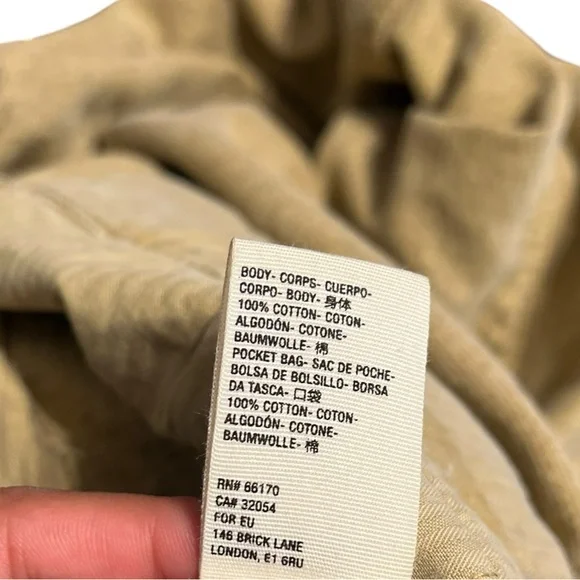 BODY- CORPS- CUERPO-
CORPO- BODY- 身体
100% COTTON- COTON-
ALGODÓN- COTONE-
BAUMWOLLE- 棉
POCKET BAG- SAC DE POCHE-
BOLSA DE BOLSILLO- BORSA
DA TASCA- 口袋
100% COTTON- COTON-
ALGODÓN- COTONE-
BAUMWOLLE- 棉
RN# 66170
CA# 32054
FOR EU
146 BRICK LANE
LONDON, E1 6RU